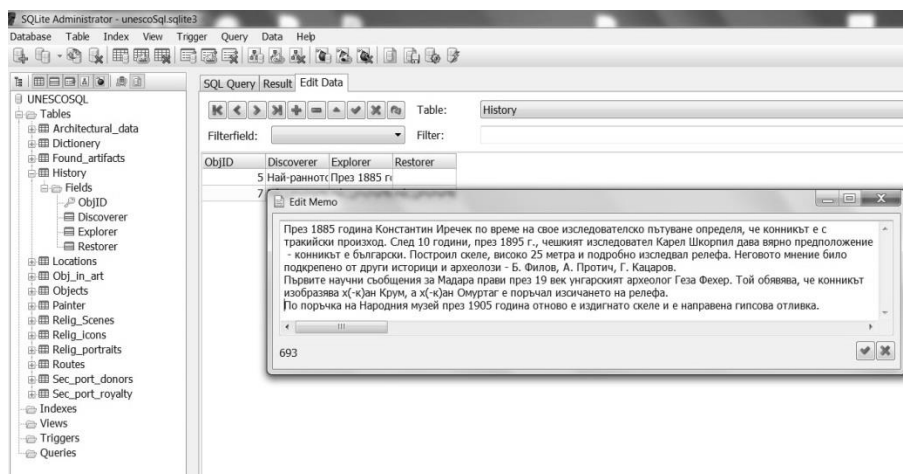 SQLite Administrator - unescoSql.sqlite3
Database Table Index View Trigger Query Data Help
SQL Query Result Edit Data
Table: History
Filterfield: Filter:
UNESCOSQL
Tables
Architectural_data
Dictionery
Found_artifacts
History
Fields
ObjID
Discoverer
Explorer
Restorer
Locations
Obj_in_art
Objects
Painter
Relig_Scenes
Relig_icons
Relig_portraits
Routes
Sec_port_donors
Sec_port_royalty
Indexes
Views
Triggers
Queries
ObjID Discoverer Explorer Restorer
5 Най-раннотс През 1885 г
7
Edit Memo
През 1885 година Константин Иречек по време на свое изследователско пътуване определя, че конникът е с
тракийски произход. След 10 години, през 1895 г., чешкият изследовател Карел Шкорпил дава вярно предположение
- конникът е български. Построил скеле, високо 25 метра и подробно изследвал релефа. Неговото мнение било
подкрепено от други историци и археолози - Б. Филов, А. Протич, Г. Кацаров.
Първите научни съобщения за Мадара прави през 19 век унгарският археолог Геза Фехер. Той обявява, че конникът
изобразява х(-к)ан Крум, а х(-к)ан Омуртаг е поръчал изсичането на релефа.
По поръчка на Народния музей през 1905 година отново е издигнато скеле и е направена гипсова отливка.
693